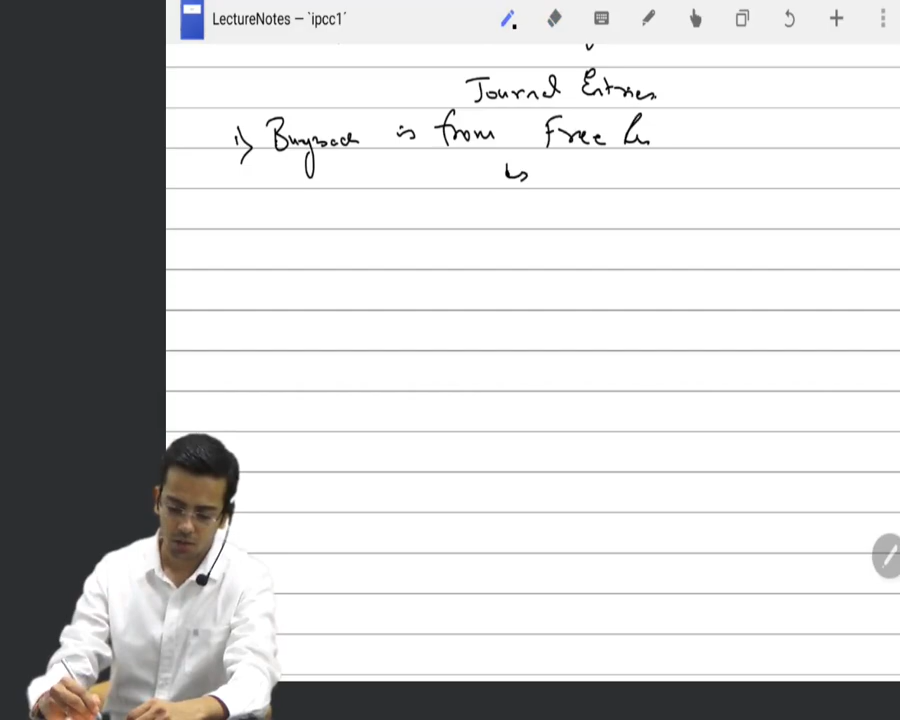 LectureNotes – `ipcc1´
Journal Entries
1) Buyback is from Free